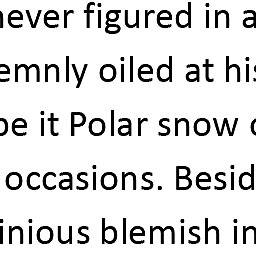 never figured in a
emnly oiled at his
be it Polar snow o
occasions. Besid
inious blemish in